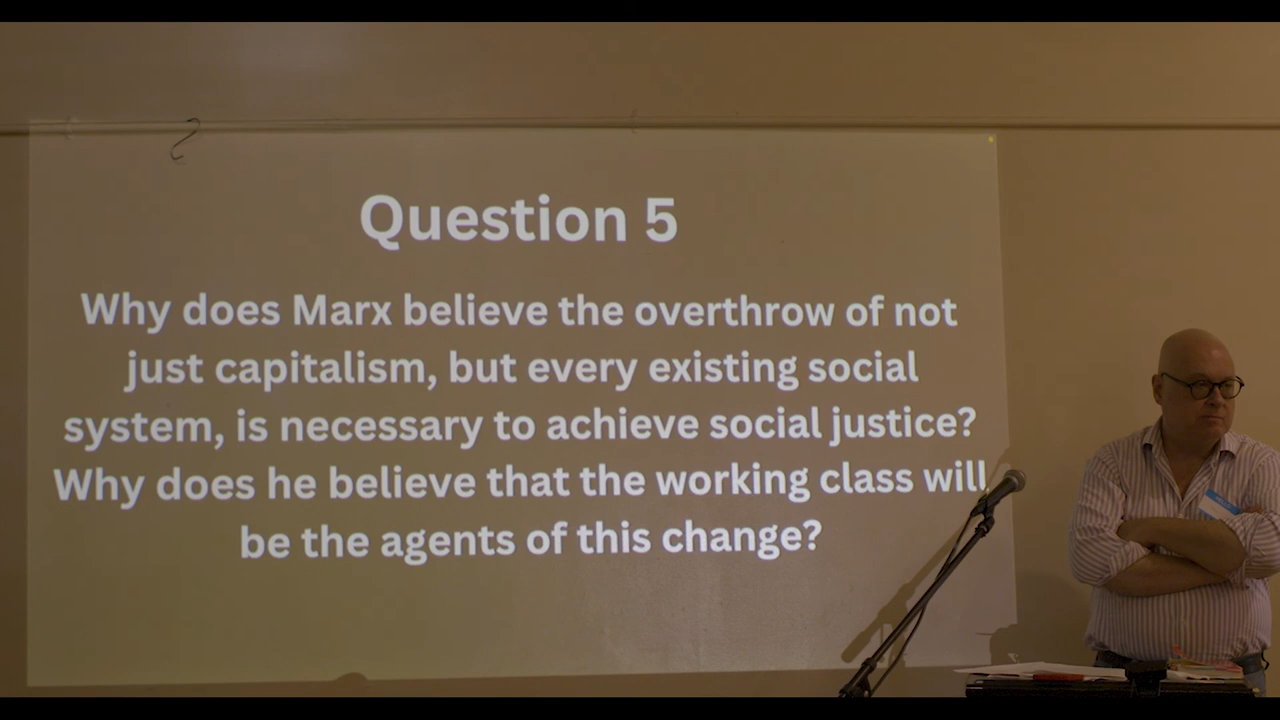 Question 5
Why does Marx believe the overthrow of not
just capitalism, but every existing social
system, is necessary to achieve social justice?
Why does he believe that the working class will
be the agents of this change?